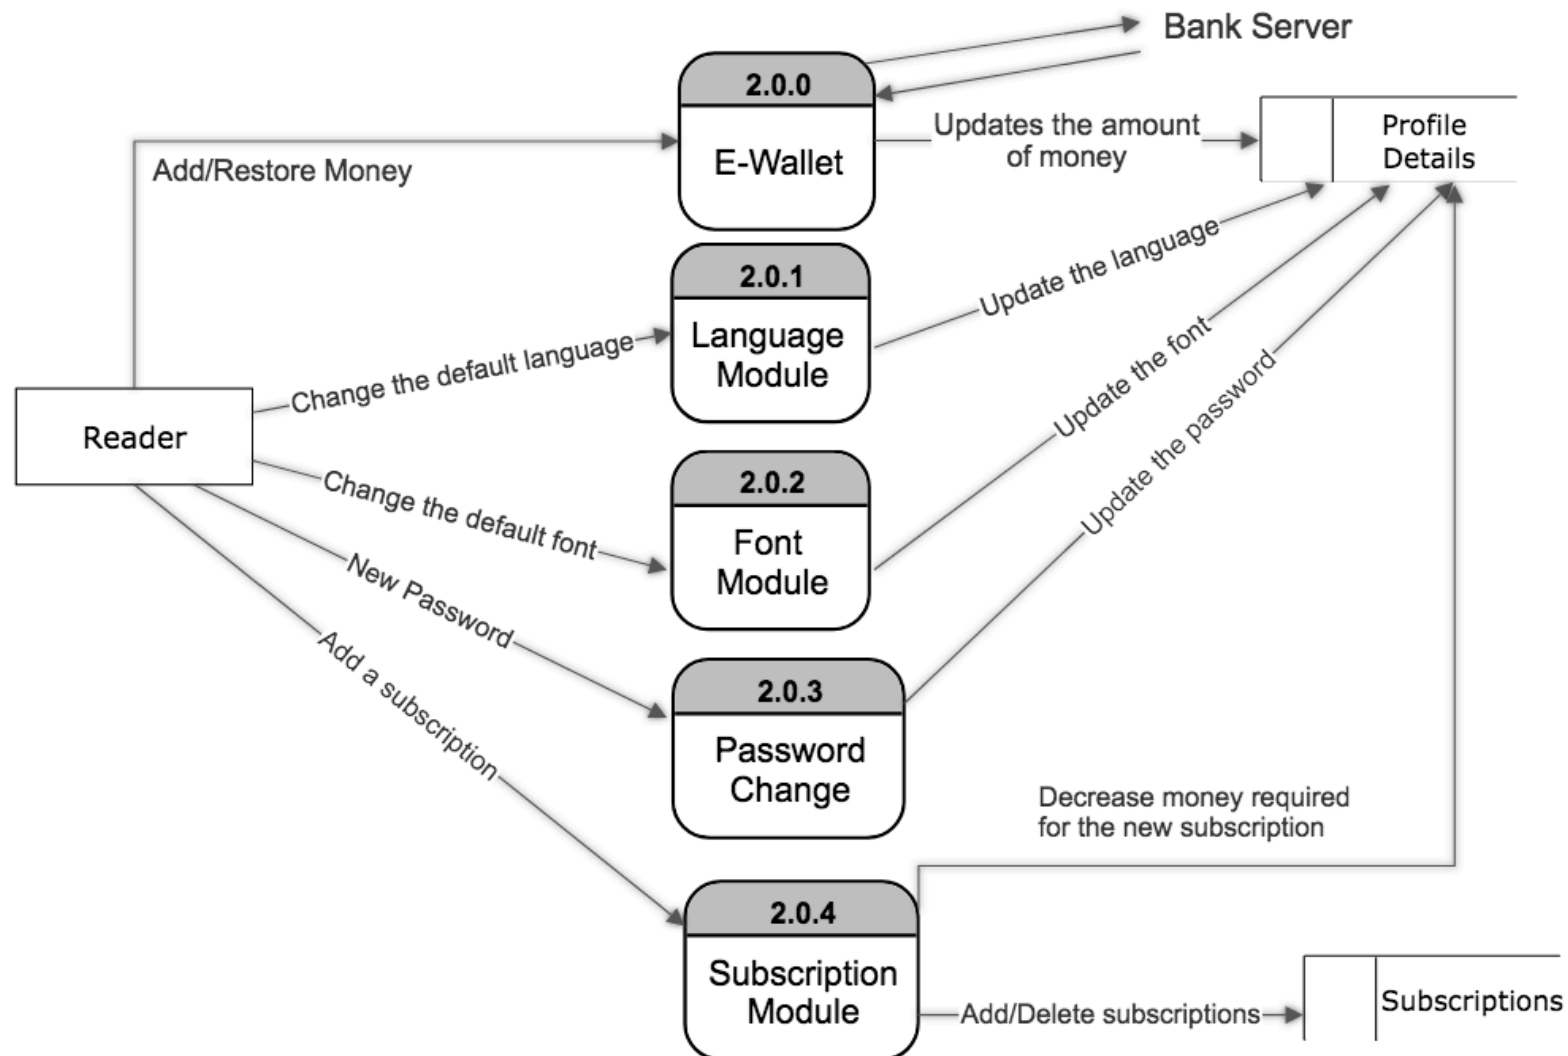 Bank Server
2.0.0
E-Wallet
Add/Restore Money
Updates the amount
of money
Profile
Details
2.0.1
Language
Module
Change the default language
Update the language
Reader
2.0.2
Font
Module
Change the default font
Update the font
New Password
2.0.3
Password
Change
Update the password
Add a subscription
Decrease money required
for the new subscription
2.0.4
Subscription
Module
Add/Delete subscriptions
Subscriptions